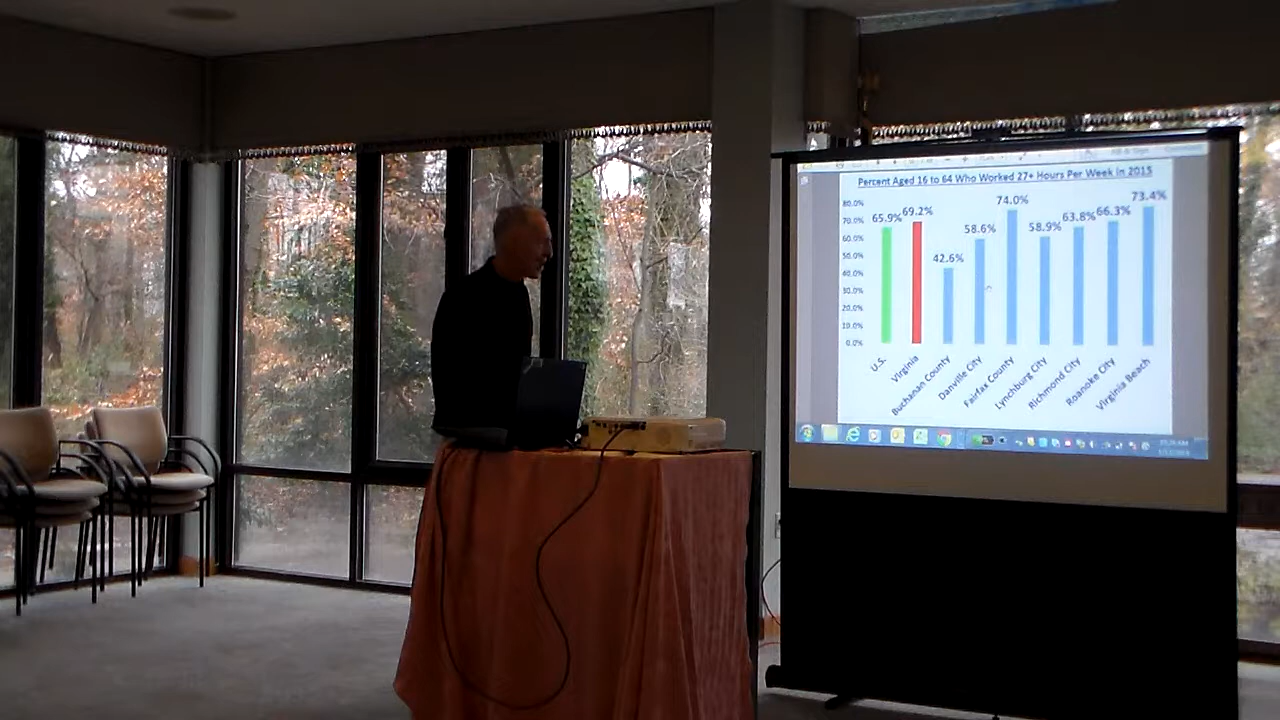 Percent Aged 16 to 64 Who Worked 27+ Hours Per Week in 2015
80.0%
70.0%
60.0%
50.0%
40.0%
30.0%
20.0%
10.0%
0.0%
65.9%
69.2%
42.6%
58.6%
74.0%
58.9%
63.8%
66.3%
73.4%
U.S.
Virginia
Buchanan County
Danville City
Fairfax County
Lynchburg City
Richmond City
Roanoke City
Virginia Beach